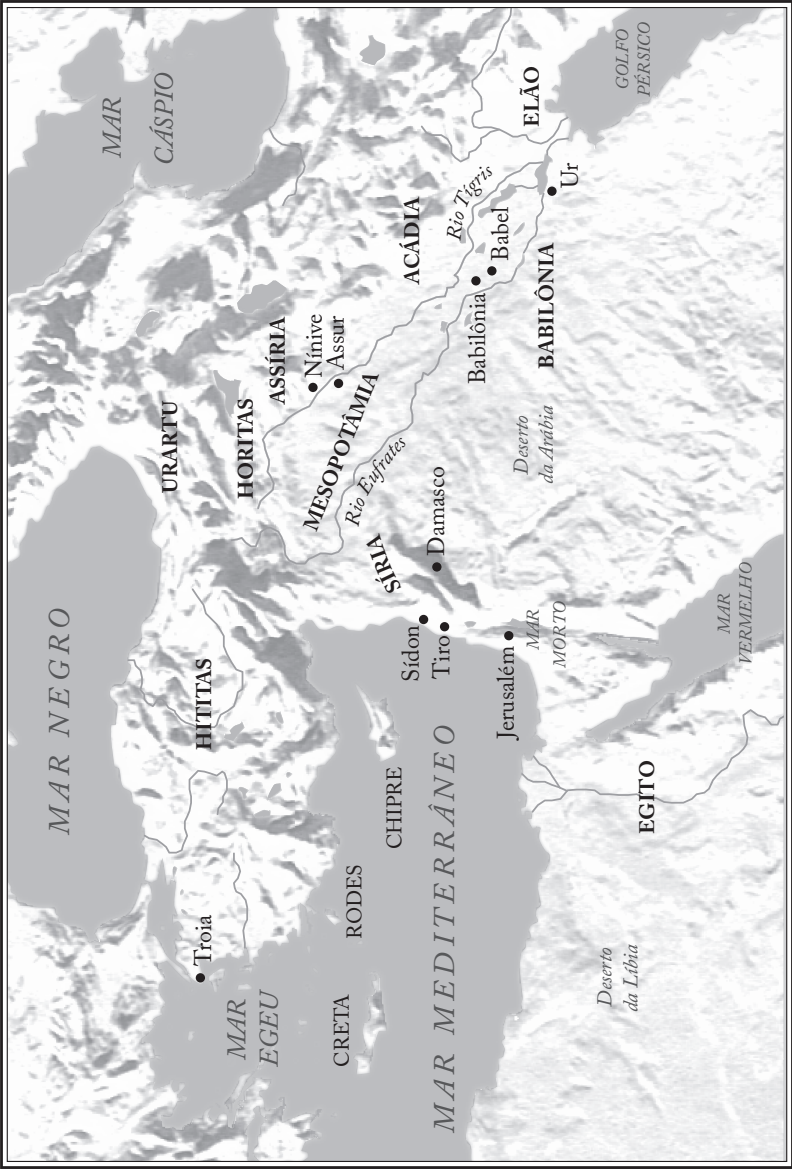 MAR NEGRO
MAR
CÁSPIO
URARTU
HITITAS
HORITAS
ASSÍRIA
Nínive
Assur
Troia
MAR
EGEU
MESOPOTÂMIA
ACÁDIA
Rio Tigris
ELÃO
GOLFO
PÉRSICO
CRETA
RODES
CHIPRE
SÍRIA
Rio Eufrates
Damasco
Sídon
Tiro
Babilônia
Babel
Ur
BABILÔNIA
MAR MEDITERRÂNEO
Jerusalém
MAR
MORTO
Deserto
da Arábia
Deserto
da Líbia
EGITO
MAR
VERMELHO